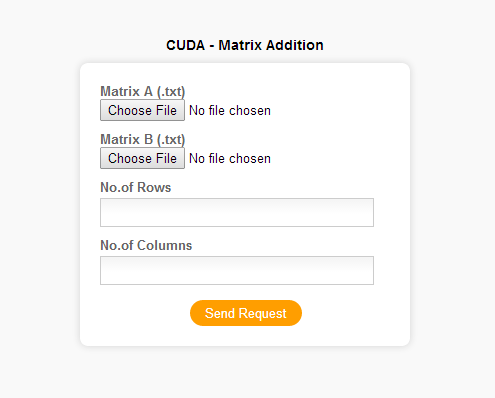 CUDA - Matrix Addition
Matrix A (.txt)
Choose File No file chosen
Matrix B (.txt)
Choose File No file chosen
No.of Rows
No.of Columns
Send Request